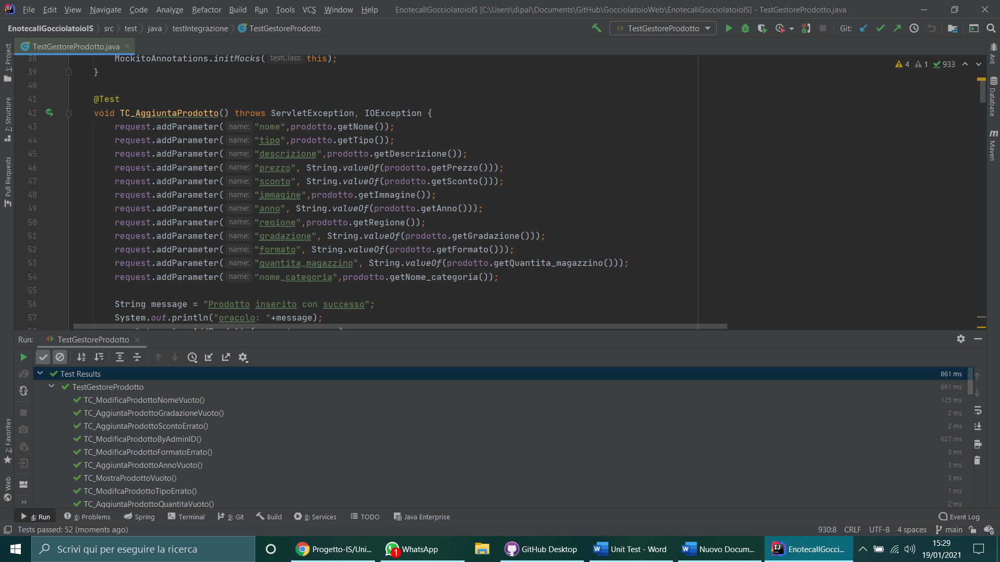 File Edit View Navigate Code Analyze Refactor Build Run Tools VCS Window Help EnotecaIlGocciolatoioIS [C:\Users\dipal\Documents\GitHub\GocciolatoioWeb\EnotecaIlGocciolatoioIS] - TestGestoreProdotto.java
EnotecaIlGocciolatoioIS src test java testIntegrazione TestGestoreProdotto TestGestoreProdotto Git:
TestGestoreProdotto.java
38 MockitoAnnotations.initMocks( testClass: this);
4 1 933
39 }
40
41 @Test
42 void TC_AggiuntaProdotto() throws ServletException, IOException {
43 request.addParameter( name: "nome",prodotto.getNome());
44 request.addParameter( name: "tipo",prodotto.getTipo());
45 request.addParameter( name: "descrizione",prodotto.getDescrizione());
46 request.addParameter( name: "prezzo", String.valueOf(prodotto.getPrezzo()));
47 request.addParameter( name: "sconto", String.valueOf(prodotto.getSconto()));
48 request.addParameter( name: "immagine",prodotto.getImmagine());
49 request.addParameter( name: "anno", String.valueOf(prodotto.getAnno()));
50 request.addParameter( name: "regione",prodotto.getRegione());
51 request.addParameter( name: "gradazione", String.valueOf(prodotto.getGradazione()));
52 request.addParameter( name: "formato", String.valueOf(prodotto.getFormato()));
53 request.addParameter( name: "quantita_magazzino", String.valueOf(prodotto.getQuantita_magazzino()));
54 request.addParameter( name: "nome_categoria",prodotto.getNome_categoria());
55
56 String message = "Prodotto inserito con successo";
57 System.out.println("oracolo: "+message);
1: Project
7: Structure
Pull Requests
2: Favorites
Web
Ant
Database
Maven
Run: TestGestoreProdotto
Test Results 861 ms
TestGestoreProdotto 861 ms
TC_ModificaProdottoNomeVuoto() 125 ms
TC_AggiuntaProdottoGradazioneVuoto() 2 ms
TC_AggiuntaProdottoScontoErrato() 2 ms
TC_ModificaProdottoByAdminID() 627 ms
TC_ModificaProdottoFormatoErrato() 3 ms
TC_AggiuntaProdottoAnnoVuoto() 3 ms
TC_MostraProdottoVuoto() 3 ms
TC_ModifcaProdottoTipoErrato() 1 ms
TC_AggiuntaProdottoQuantitaVuoto() 2 ms
4: Run 6: Problems Spring Terminal 9: Git Build 8: Services TODO Java Enterprise Event Log
Tests passed: 52 (moments ago) 930:8 CRLF UTF-8 4 spaces main
Scrivi qui per eseguire la ricerca Progetto-IS/Uni... 1 WhatsApp GitHub Desktop Unit Test - Word Nuovo Docum... EnotecaIlGocci... 15:29
19/01/2021